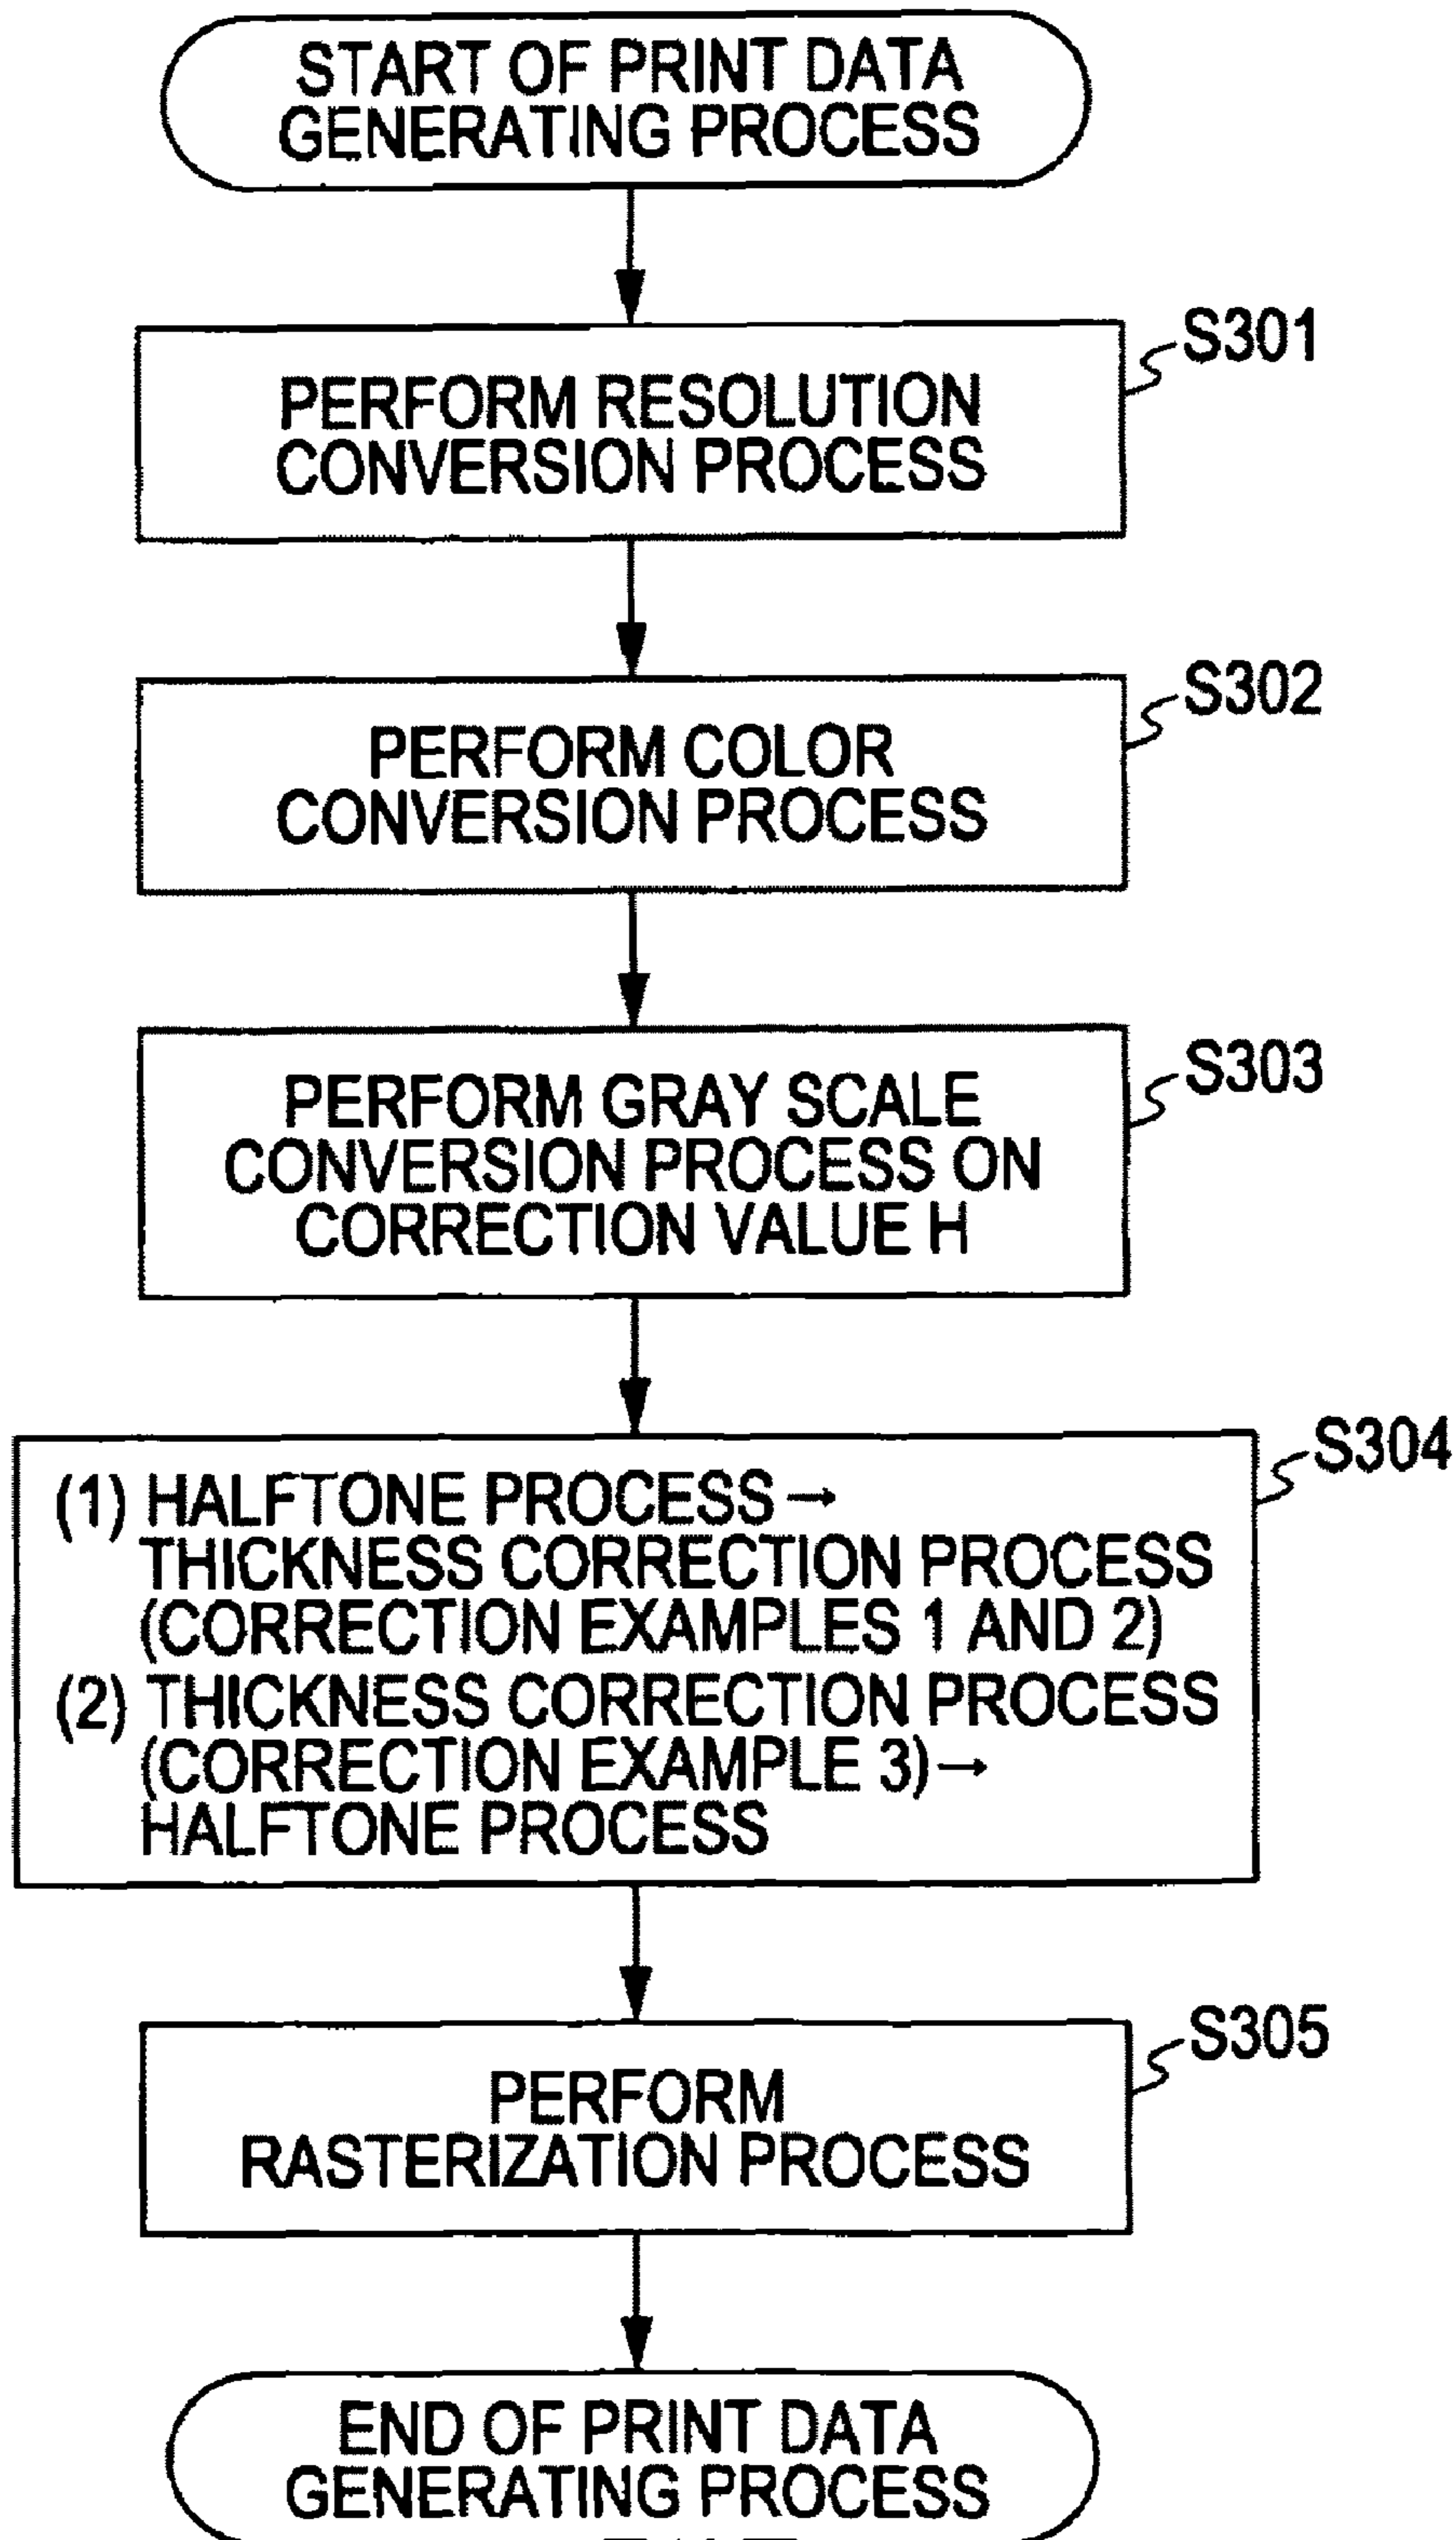 START OF PRINT DATA
GENERATING PROCESS
S301
PERFORM RESOLUTION
CONVERSION PROCESS
S302
PERFORM COLOR
CONVERSION PROCESS
S303
PERFORM GRAY SCALE
CONVERSION PROCESS ON
CORRECTION VALUE H
S304
(1) HALFTONE PROCESS→
THICKNESS CORRECTION PROCESS
(CORRECTION EXAMPLES 1 AND 2)
(2) THICKNESS CORRECTION PROCESS
(CORRECTION EXAMPLE 3)→
HALFTONE PROCESS
S305
PERFORM
RASTERIZATION PROCESS
END OF PRINT DATA
GENERATING PROCESS